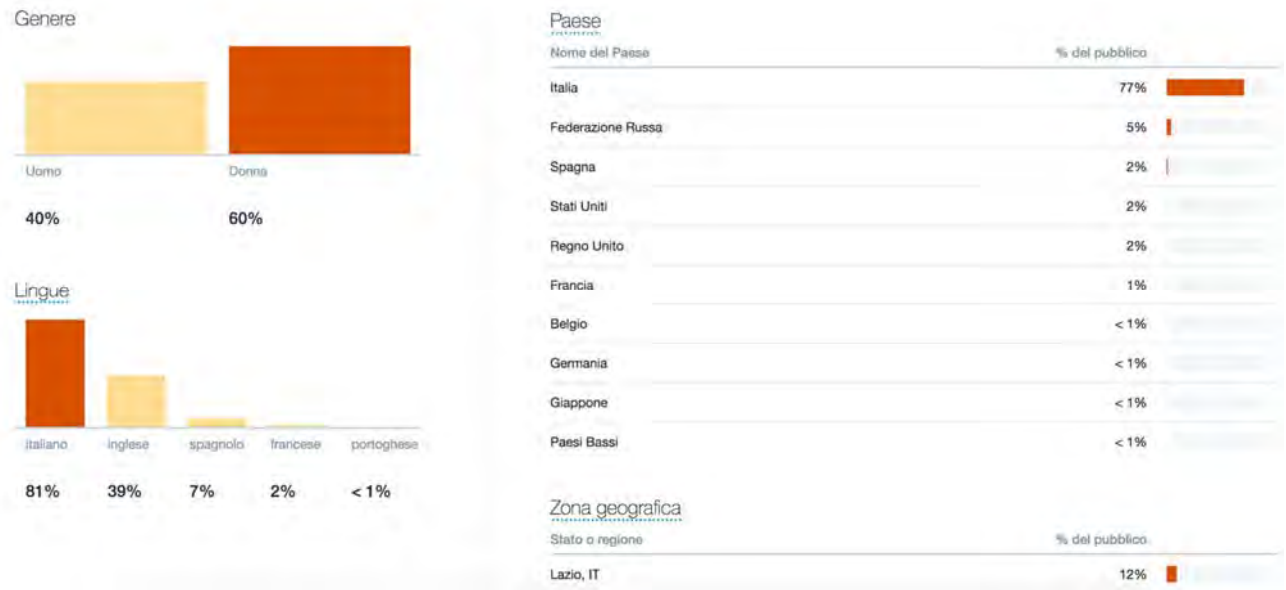 Genere
Uomo Donna
40% 60%
Lingue
italiano inglese spagnolo francese portoghese
81% 39% 7% 2% < 1%
Paese
Nome del Paese % del pubblico
Italia 77%
Federazione Russa 5%
Spagna 2%
Stati Uniti 2%
Regno Unito 2%
Francia 1%
Belgio < 1%
Germania < 1%
Giappone < 1%
Paesi Bassi < 1%
Zona geografica
Stato o regione % del pubblico
Lazio, IT 12%